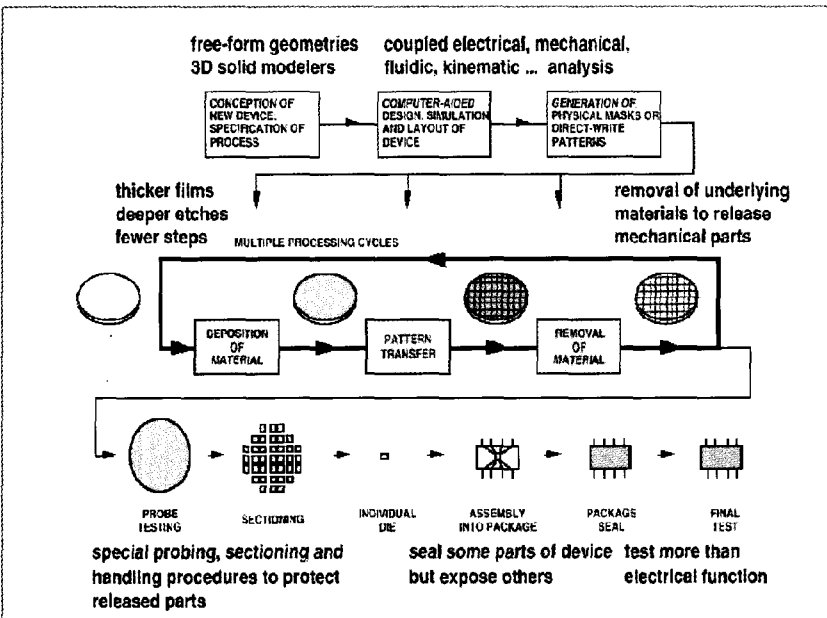 free-form geometries
3D solid modelers
coupled electrical, mechanical,
fluidic, kinematic ... analysis
CONCEPTION OF
NEW DEVICE,
SPECIFICATION OF
PROCESS
COMPUTER-AIDED
DESIGN, SIMULATION
AND LAYOUT OF
DEVICE
GENERATION OF
PHYSICAL MASKS OR
DIRECT-WRITE
PATTERNS
thicker films
deeper etches
fewer steps
removal of underlying
materials to release
mechanical parts
MULTIPLE PROCESSING CYCLES
DEPOSITION
OF
MATERIAL
PATTERN
TRANSFER
REMOVAL
OF
MATERIAL
PROBE
TESTING
SECTIONING
INDIVIDUAL
DIE
ASSEMBLY
INTO PACKAGE
PACKAGE
SEAL
FINAL
TEST
special probing, sectioning and
handling procedures to protect
released parts
seal some parts of device
but expose others
test more than
electrical function